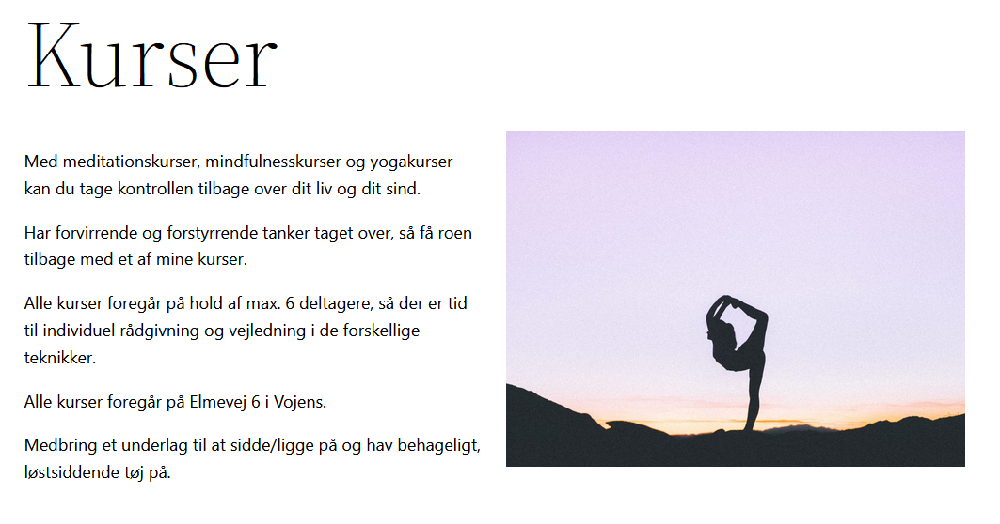 Kurser
Med meditationskurser, mindfulnesskurser og yogakurser
kan du tage kontrollen tilbage over dit liv og dit sind.
Har forvirrende og forstyrrende tanker taget over, så få roen
tilbage med et af mine kurser.
Alle kurser foregår på hold af max. 6 deltagere, så der er tid
til individuel rådgivning og vejledning i de forskellige
teknikker.
Alle kurser foregår på Elmevej 6 i Vojens.
Medbring et underlag til at sidde/ligge på og hav behageligt,
løstsiddende tøj på.